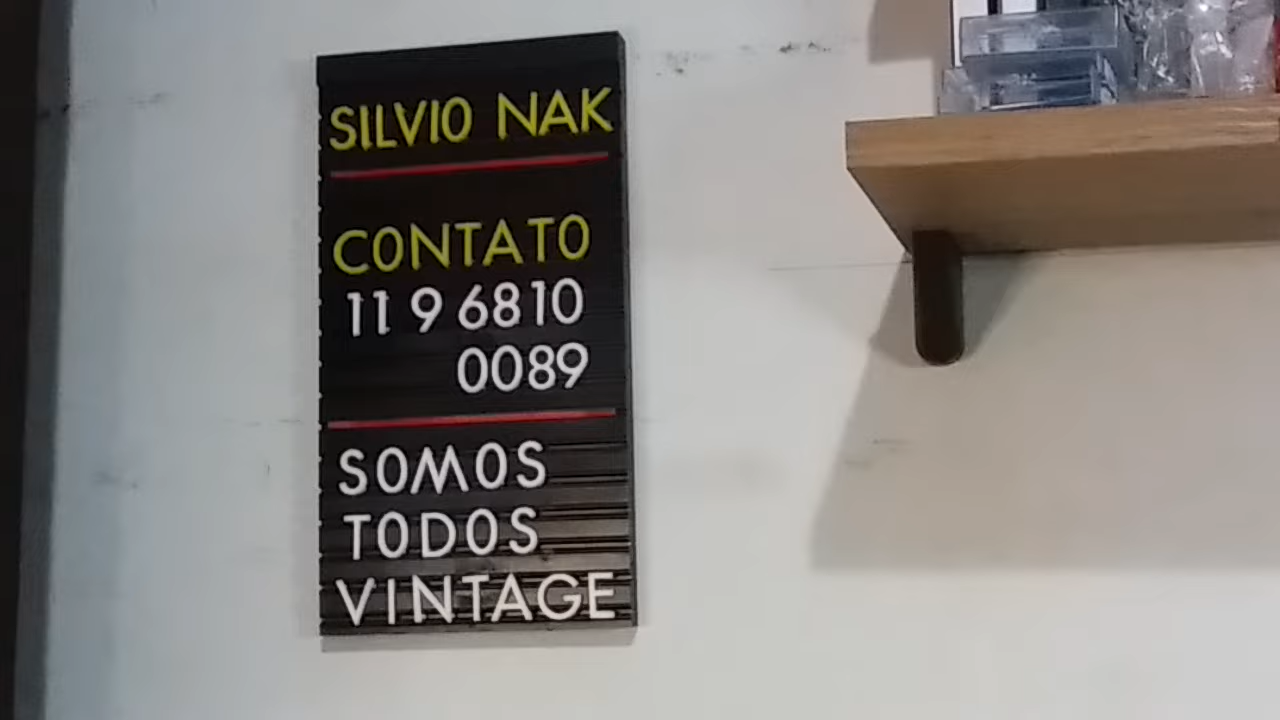 SILVIO NAK
CONTATO
11 9 6810
0089
SOMOS
TODOS
VINTAGE